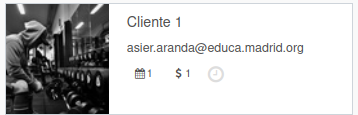 Cliente 1
asier.aranda@educa.madrid.org
1 $ 1